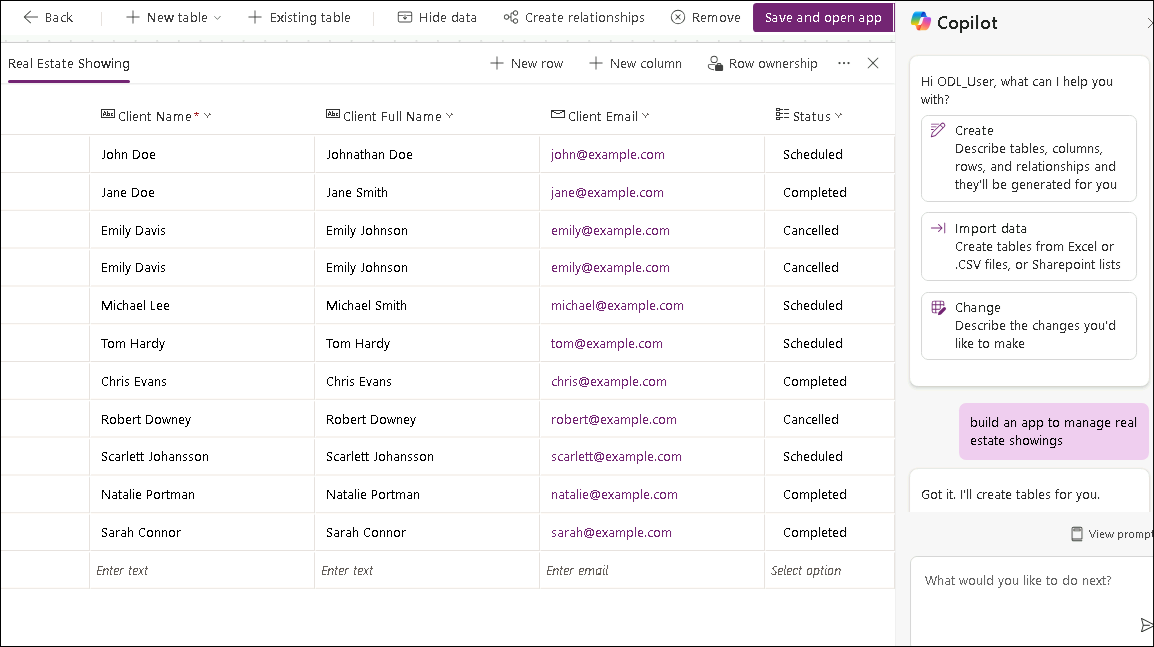 Back New table Existing table Hide data Create relationships Remove Save and open app
Real Estate Showing New row New column Row ownership ...
Abc Client Name* Abc Client Full Name Client Email Status
John Doe Johnathan Doe john@example.com Scheduled
Jane Doe Jane Smith jane@example.com Completed
Emily Davis Emily Johnson emily@example.com Cancelled
Emily Davis Emily Johnson emily@example.com Cancelled
Michael Lee Michael Smith michael@example.com Scheduled
Tom Hardy Tom Hardy tom@example.com Scheduled
Chris Evans Chris Evans chris@example.com Completed
Robert Downey Robert Downey robert@example.com Cancelled
Scarlett Johansson Scarlett Johansson scarlett@example.com Scheduled
Natalie Portman Natalie Portman natalie@example.com Completed
Sarah Connor Sarah Connor sarah@example.com Completed
Enter text Enter text Enter email Select option
Copilot
Hi ODL_User, what can I help you
with?
Create
Describe tables, columns,
rows, and relationships and
they'll be generated for you
Import data
Create tables from Excel or
.CSV files, or Sharepoint lists
Change
Describe the changes you'd
like to make
build an app to manage real
estate showings
Got it. I'll create tables for you.
View prompt
What would you like to do next?